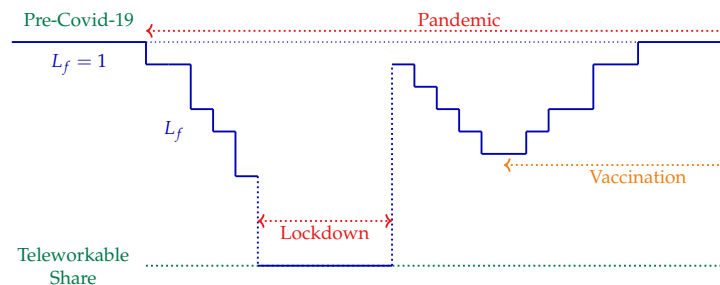 Pre-Covid-19
Pandemic
L_f = 1
L_f
Vaccination
Lockdown
Teleworkable
Share